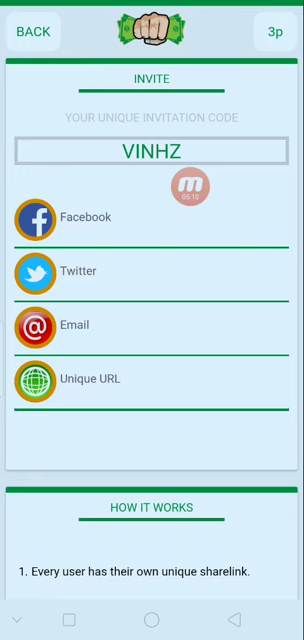 BACK
3p
INVITE
YOUR UNIQUE INVITATION CODE
VINHZ
05:10
Facebook
Twitter
Email
Unique URL
HOW IT WORKS
1. Every user has their own unique sharelink.